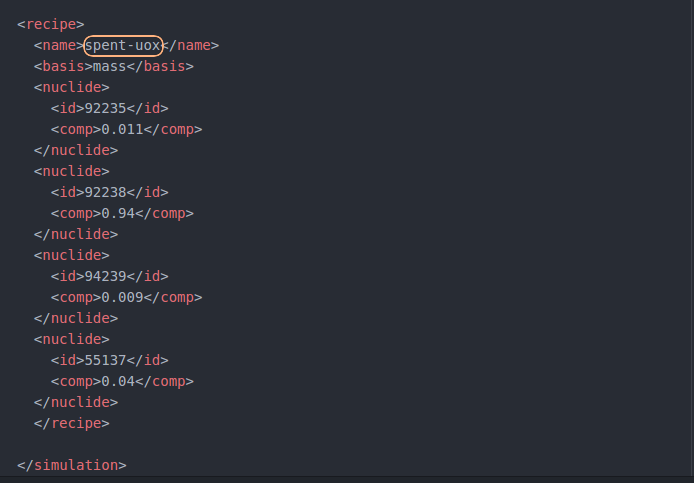 <recipe>
<name>spent-uox</name>
<basis>mass</basis>
<nuclide>
<id>92235</id>
<comp>0.011</comp>
</nuclide>
<nuclide>
<id>92238</id>
<comp>0.94</comp>
</nuclide>
<nuclide>
<id>94239</id>
<comp>0.009</comp>
</nuclide>
<nuclide>
<id>55137</id>
<comp>0.04</comp>
</nuclide>
</recipe>
</simulation>